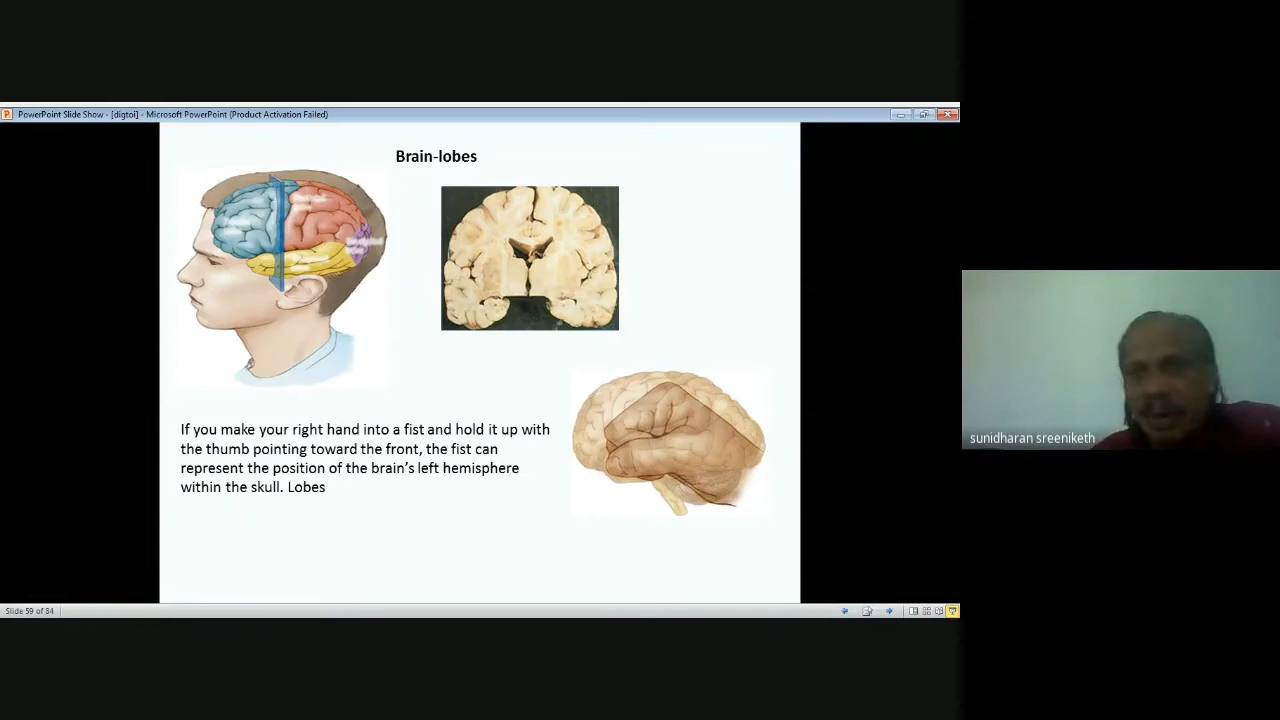 PowerPoint Slide Show - [digtoi] - Microsoft PowerPoint (Product Activation Failed)
Brain-lobes
If you make your right hand into a fist and hold it up with
the thumb pointing toward the front, the fist can
represent the position of the brain's left hemisphere
within the skull. Lobes
sunidharan sreeniketh
Slide 59 of 84